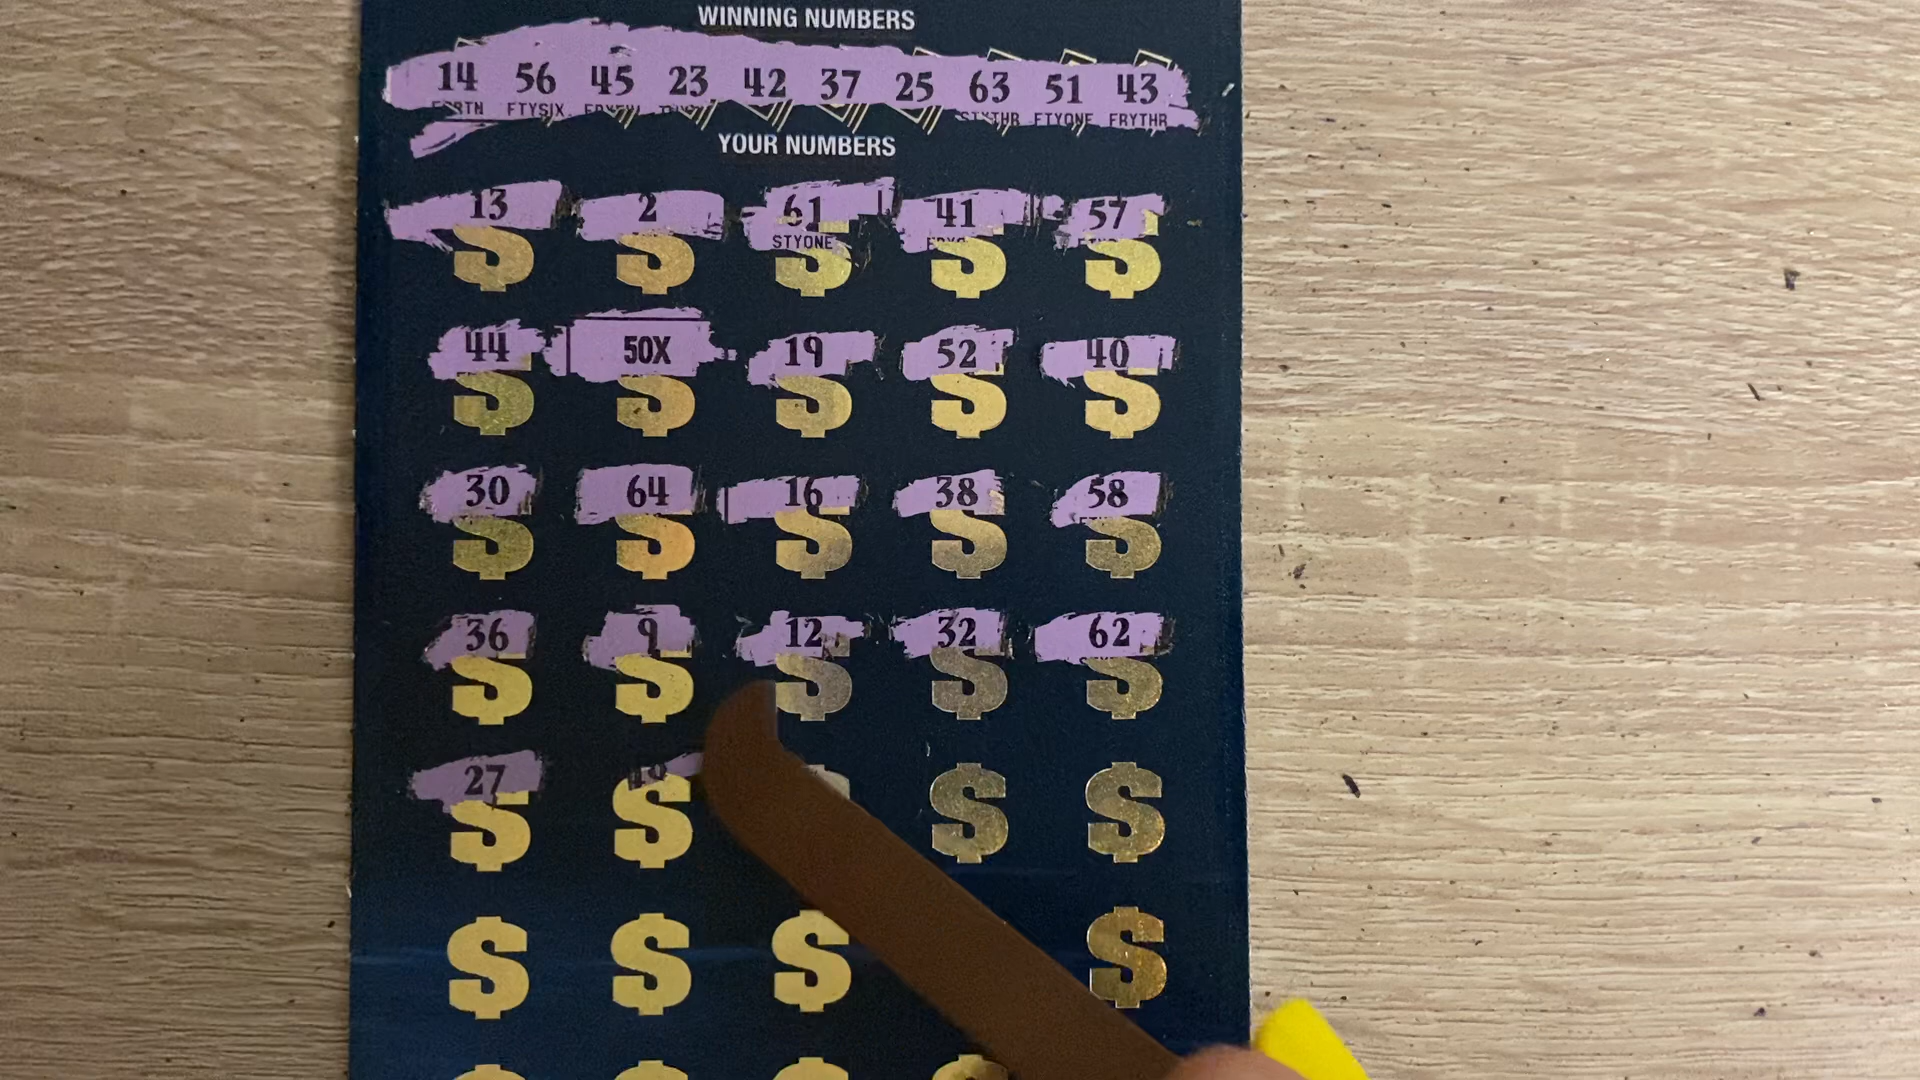 WINNING NUMBERS
14 56 45 23 42 37 25 63 51 43
FTYSIX FTYONE FRYTHR
YOUR NUMBERS
13 2 61 41 57
STYONE
44 50X 19 52 40
30 64 16 38 58
36 9 12 32 62
27